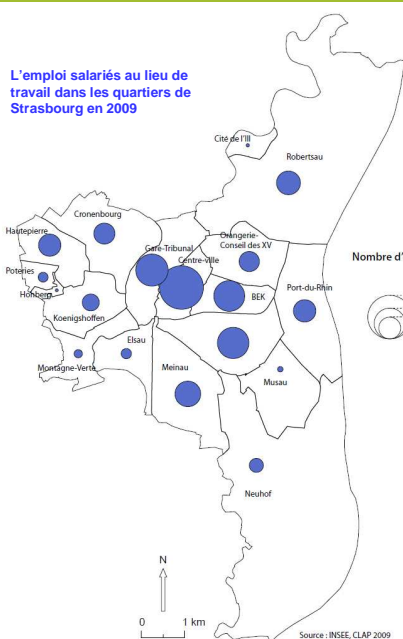 L'emploi salariés au lieu de
travail dans les quartiers de
Strasbourg en 2009
Cité de l'Ill
Robertsau
Cronenbourg
Hautepierre
Orangerie-
Conseil des XV
Gare-Tribunal
Centre-ville
Nombre d'
Poteries
Hohberg
BEK
Port-du-Rhin
Koenigshoffen
Elsau
Montagne-Verte
Meinau
Musau
Neuhof
N
0 1 km
Source : INSEE, CLAP 2009